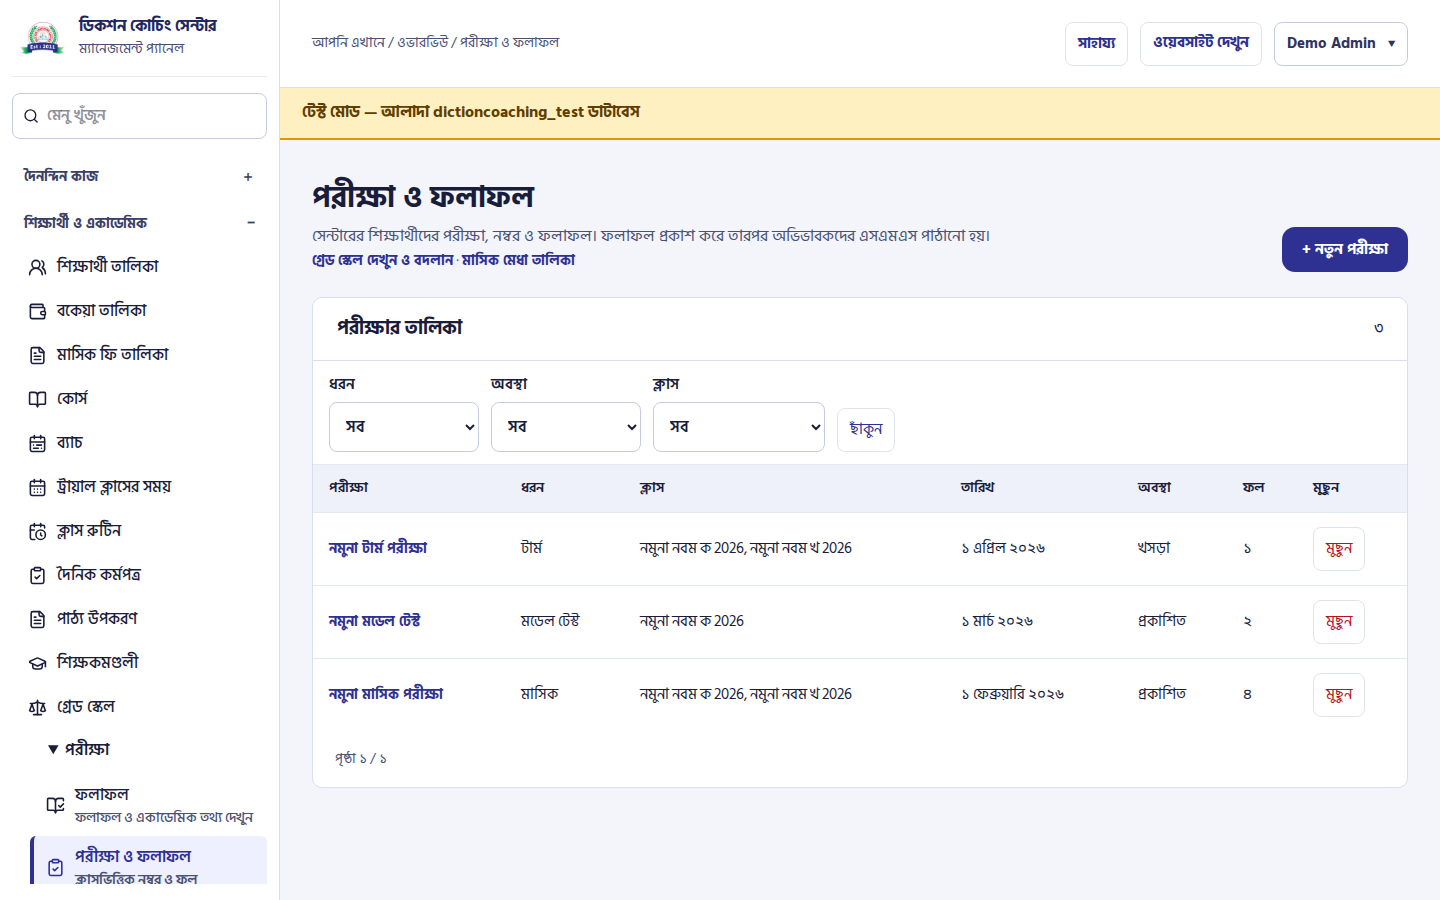 ডিকশন কোচিং সেন্টার
ম্যানেজমেন্ট প্যানেল
Est : 2011
মেনু খুঁজুন
দৈনন্দিন কাজ +
শিক্ষার্থী ও একাডেমিক −
শিক্ষার্থী তালিকা
বকেয়া তালিকা
মাসিক ফি তালিকা
কোর্স
ব্যাচ
ট্রায়াল ক্লাসের সময়
ক্লাস রুটিন
দৈনিক কর্মপত্র
পাঠ্য উপকরণ
শিক্ষকমণ্ডলী
গ্রেড স্কেল
▼ পরীক্ষা
ফলাফল
ফলাফল ও একাডেমিক তথ্য দেখুন
পরীক্ষা ও ফলাফল
ক্লাসভিত্তিক নম্বর ও ফল
আপনি এখানে / ওভারভিউ / পরীক্ষা ও ফলাফল
সাহায্য
ওয়েবসাইট দেখুন
Demo Admin ▼
টেস্ট মোড — আলাদা dictioncoaching_test ডাটাবেস
পরীক্ষা ও ফলাফল
সেন্টারের শিক্ষার্থীদের পরীক্ষা, নম্বর ও ফলাফল। ফলাফল প্রকাশ করে তারপর অভিভাবকদের এসএমএস পাঠানো হয়।
গ্রেড স্কেল দেখুন ও বদলান · মাসিক মেধা তালিকা
+ নতুন পরীক্ষা
পরীক্ষার তালিকা ৩
ধরন অবস্থা ক্লাস
সব সব সব ছাঁকুন
পরীক্ষা ধরন ক্লাস তারিখ অবস্থা ফল মুছুন
নমুনা টার্ম পরীক্ষা টার্ম নমুনা নবম ক 2026, নমুনা নবম খ 2026 ১ এপ্রিল ২০২৬ খসড়া ১ মুছুন
নমুনা মডেল টেস্ট মডেল টেস্ট নমুনা নবম ক 2026 ১ মার্চ ২০২৬ প্রকাশিত ২ মুছুন
নমুনা মাসিক পরীক্ষা মাসিক নমুনা নবম ক 2026, নমুনা নবম খ 2026 ১ ফেব্রুয়ারি ২০২৬ প্রকাশিত ৪ মুছুন
পৃষ্ঠা ১ / ১